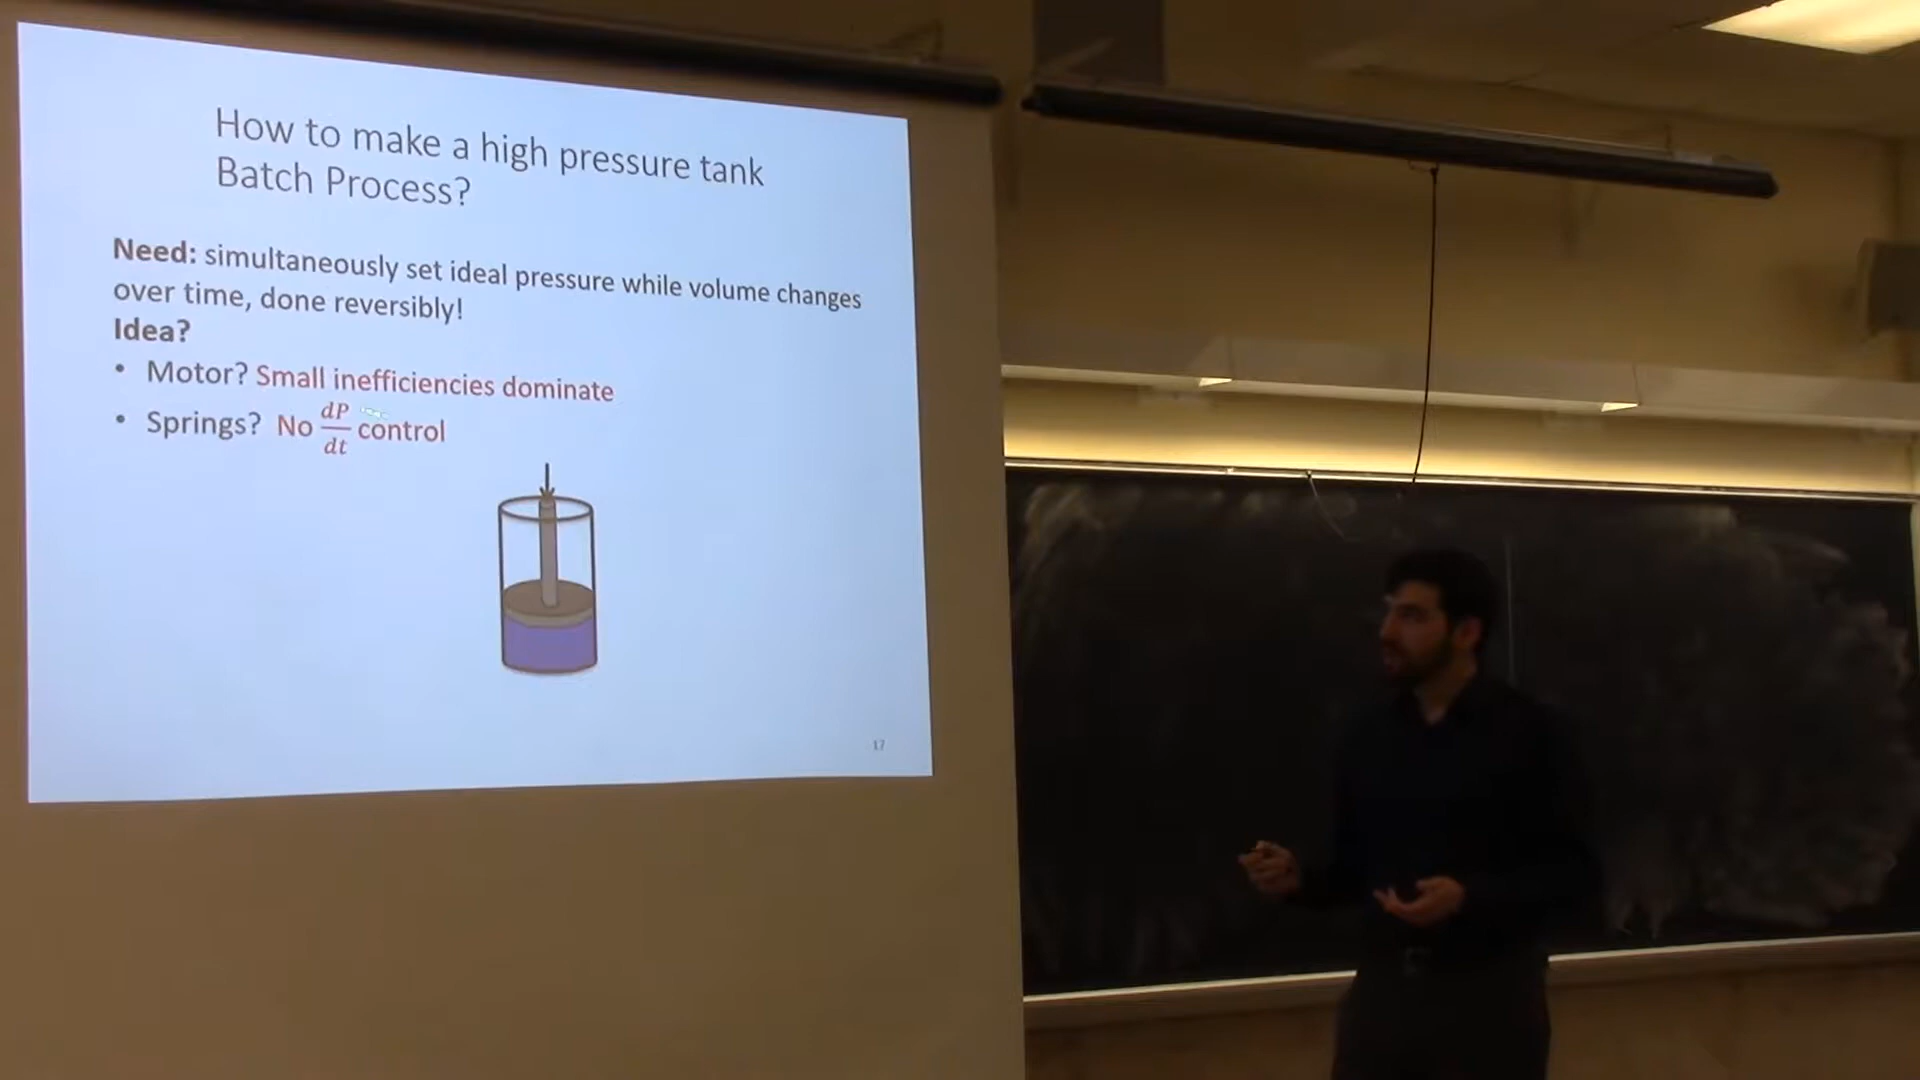 How to make a high pressure tank
Batch Process?
Need: simultaneously set ideal pressure while volume changes
over time, done reversibly!
Idea?
• Motor? Small inefficiencies dominate
• Springs? No dP/dt control
17